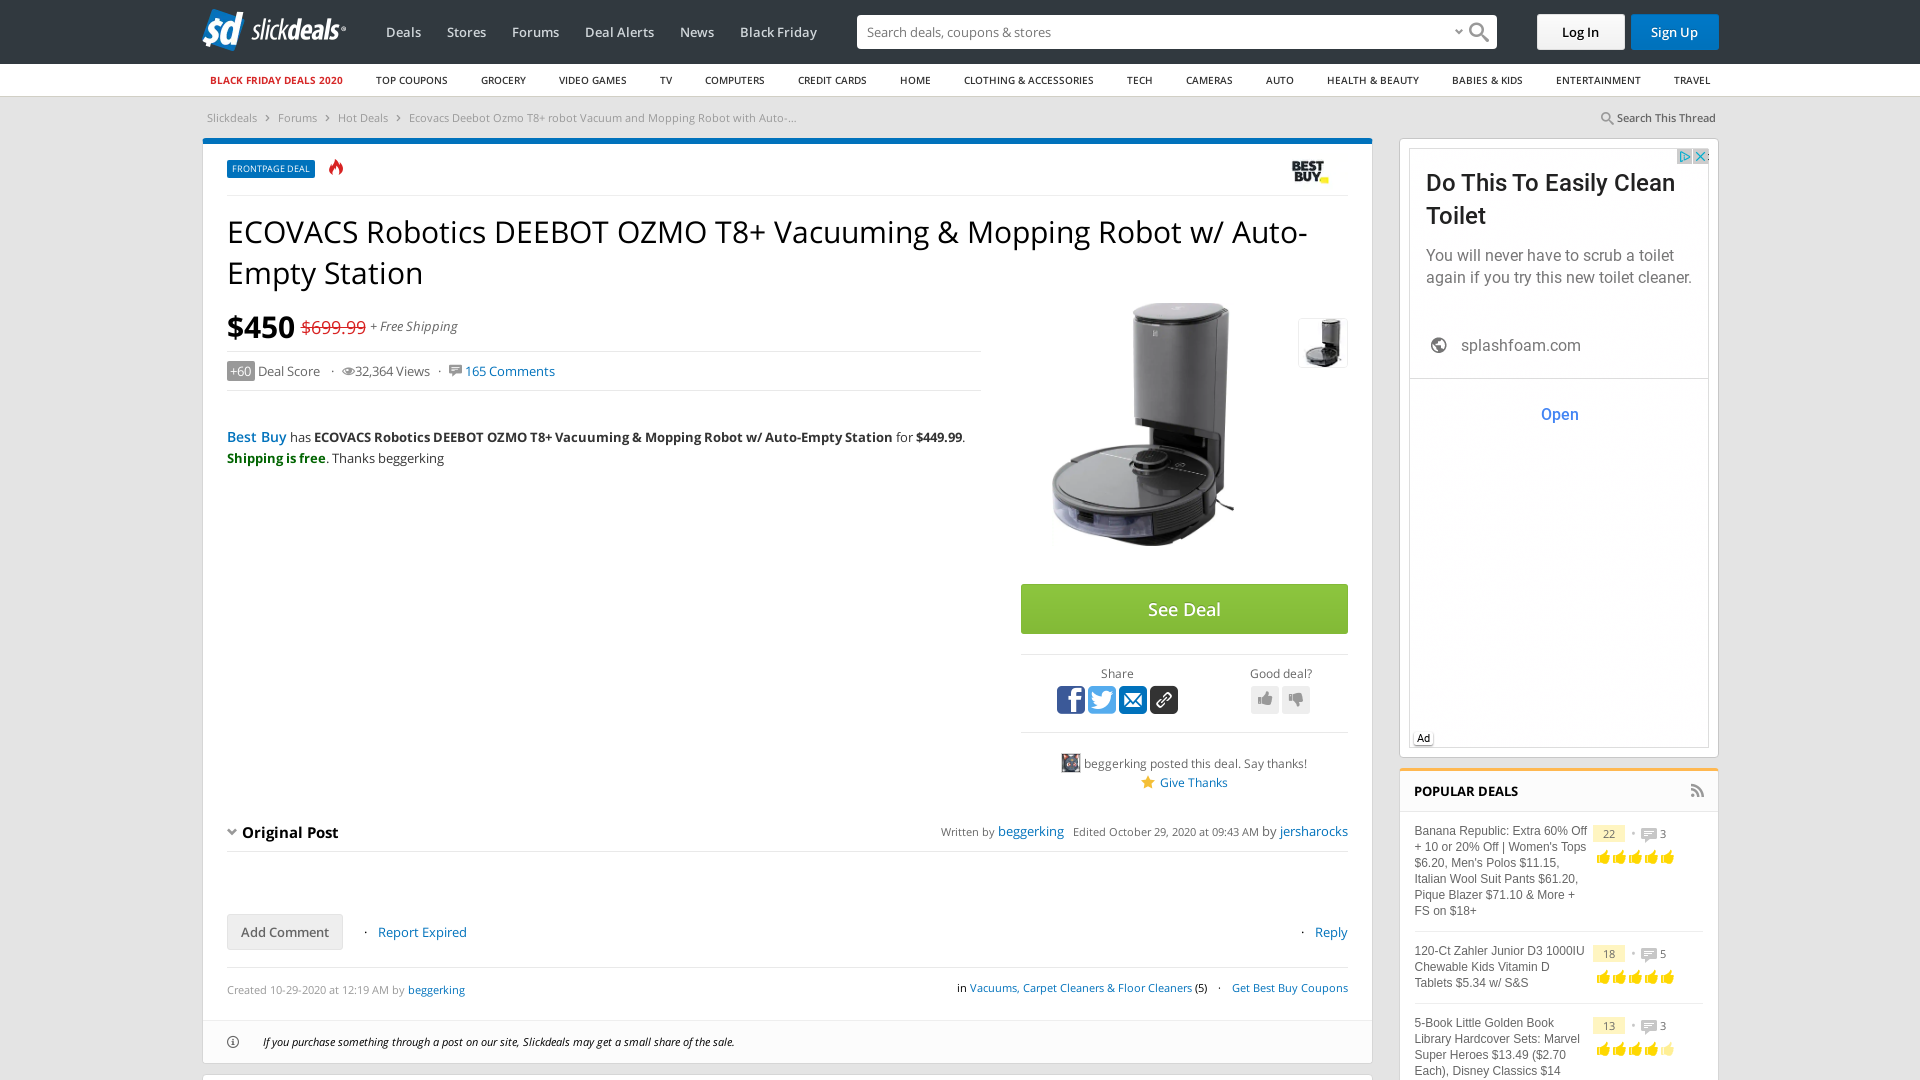 slickdeals
Deals
Stores
Forums
Deal Alerts
News
Black Friday
Search deals, coupons & shops
Log In
Sign Up
BLACK FRIDAY DEALS 2020
TOP COUPONS
GROCERY
VIDEO GAMES
TV
COMPUTERS
CREDIT CARDS
HOME
CLOTHING & ACCESSORIES
TECH
CAMERAS
AUTO
HEALTH & BEAUTY
BABIES & KIDS
ENTERTAINMENT
TRAVEL
Slickdeals > Forums > Hot Deals > Ecovacs Deebot Ozmo T8+ robot Vacuum and Mopping Robot with Auto-...
Search This Thread
FRONTPAGE DEAL
BEST
BUY
ECOVACS Robotics DEEBOT OZMO T8+ Vacuuming & Mopping Robot w/ Auto-
Empty Station
$450 $699.99 + Free Shipping
+60 Deal Score · 32,364 Views · 165 Comments
Best Buy has ECOVACS Robotics DEEBOT OZMO T8+ Vacuuming & Mopping Robot w/ Auto-Empty Station for $449.99.
Shipping is free. Thanks beggerking
See Deal
Share
Good deal?
beggerking posted this deal. Say thanks!
Give Thanks
Original Post
Written by beggerking Edited October 29, 2020 at 09:43 AM by jersharocks
Add Comment
· Report Expired
· Reply
Created 10-29-2020 at 12:19 AM by beggerking
in Vacuums, Carpet Cleaners & Floor Cleaners (5) · Get Best Buy Coupons
If you purchase something through a post on our site, Slickdeals may get a small share of the sale.
Do This To Easily Clean
Toilet
You will never have to scrub a toilet
again if you try this new toilet cleaner.
splashfoam.com
Open
Ad
POPULAR DEALS
Banana Republic: Extra 60% Off
+ 10 or 20% Off | Women's Tops
$6.20, Men's Polos $11.15,
Italian Wool Suit Pants $61.20,
Pique Blazer $71.10 & More +
FS on $18+
22 • 3
120-Ct Zahler Junior D3 1000IU
Chewable Kids Vitamin D
Tablets $5.34 w/ S&S
18 • 5
5-Book Little Golden Book
Library Hardcover Sets: Marvel
Super Heroes $13.49 ($2.70
Each), Disney Classics $14
13 • 3